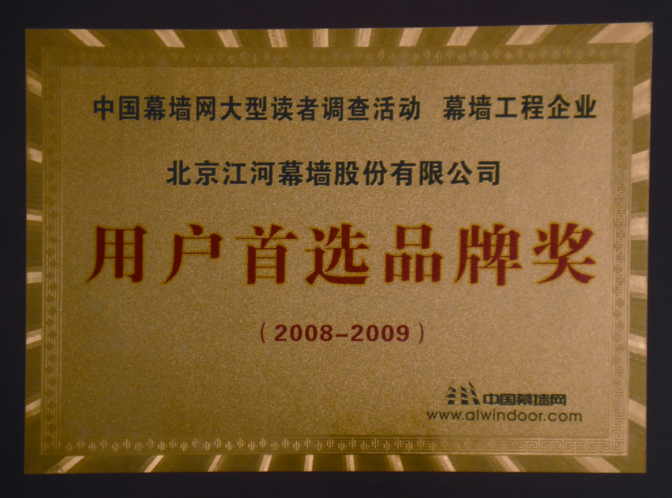 中国幕墙网大型读者调查活动 幕墙工程企业
北京江河幕墙股份有限公司
用户首选品牌奖
(2008-2009)
中国幕墙网
www.alwindoor.com